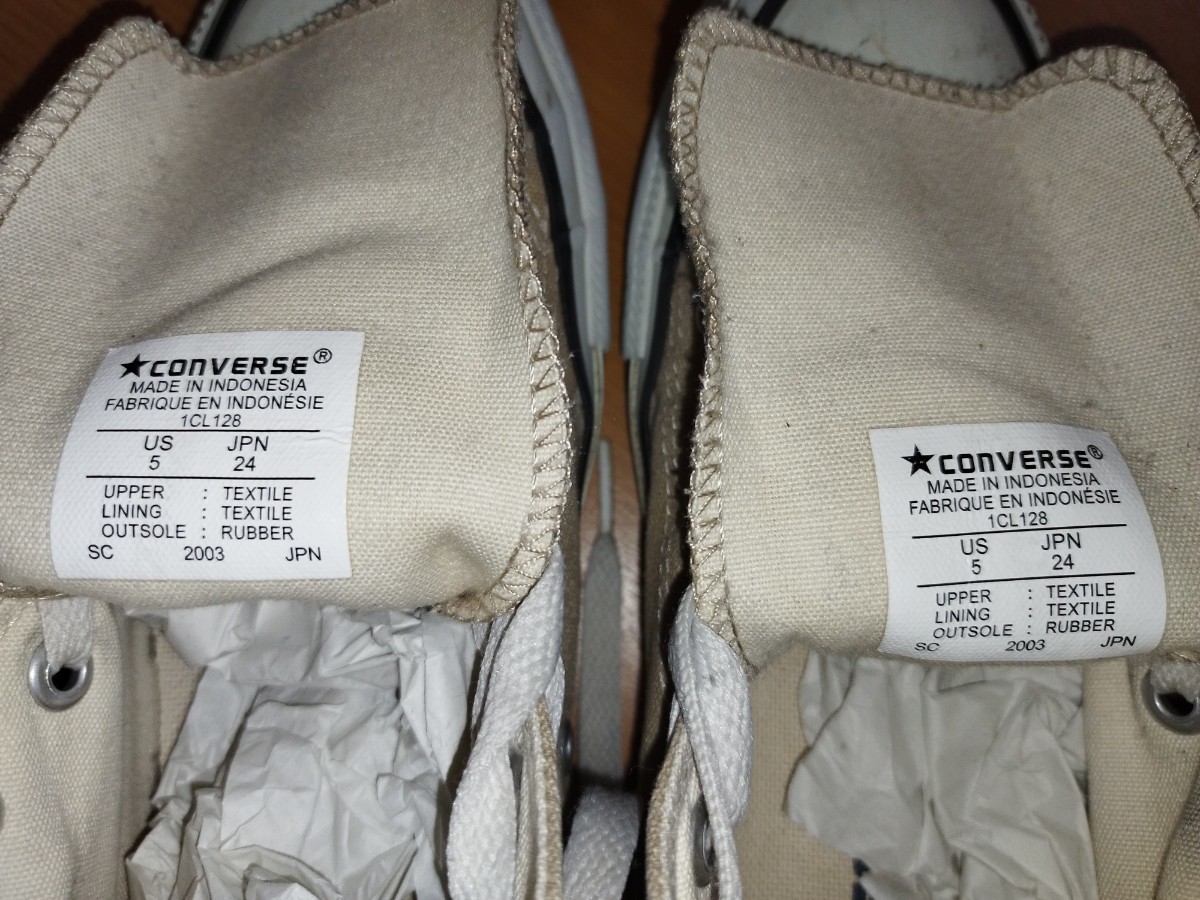 ★CONVERSE®
MADE IN INDONESIA
FABRIQUE EN INDONÉSIE
1CL128
US JPN
5 24
UPPER : TEXTILE
LINING : TEXTILE
OUTSOLE : RUBBER
SC 2003 JPN
★CONVERSE®
MADE IN INDONESIA
FABRIQUE EN INDONÉSIE
1CL128
US JPN
5 24
UPPER : TEXTILE
LINING : TEXTILE
OUTSOLE : RUBBER
SC 2003 JPN